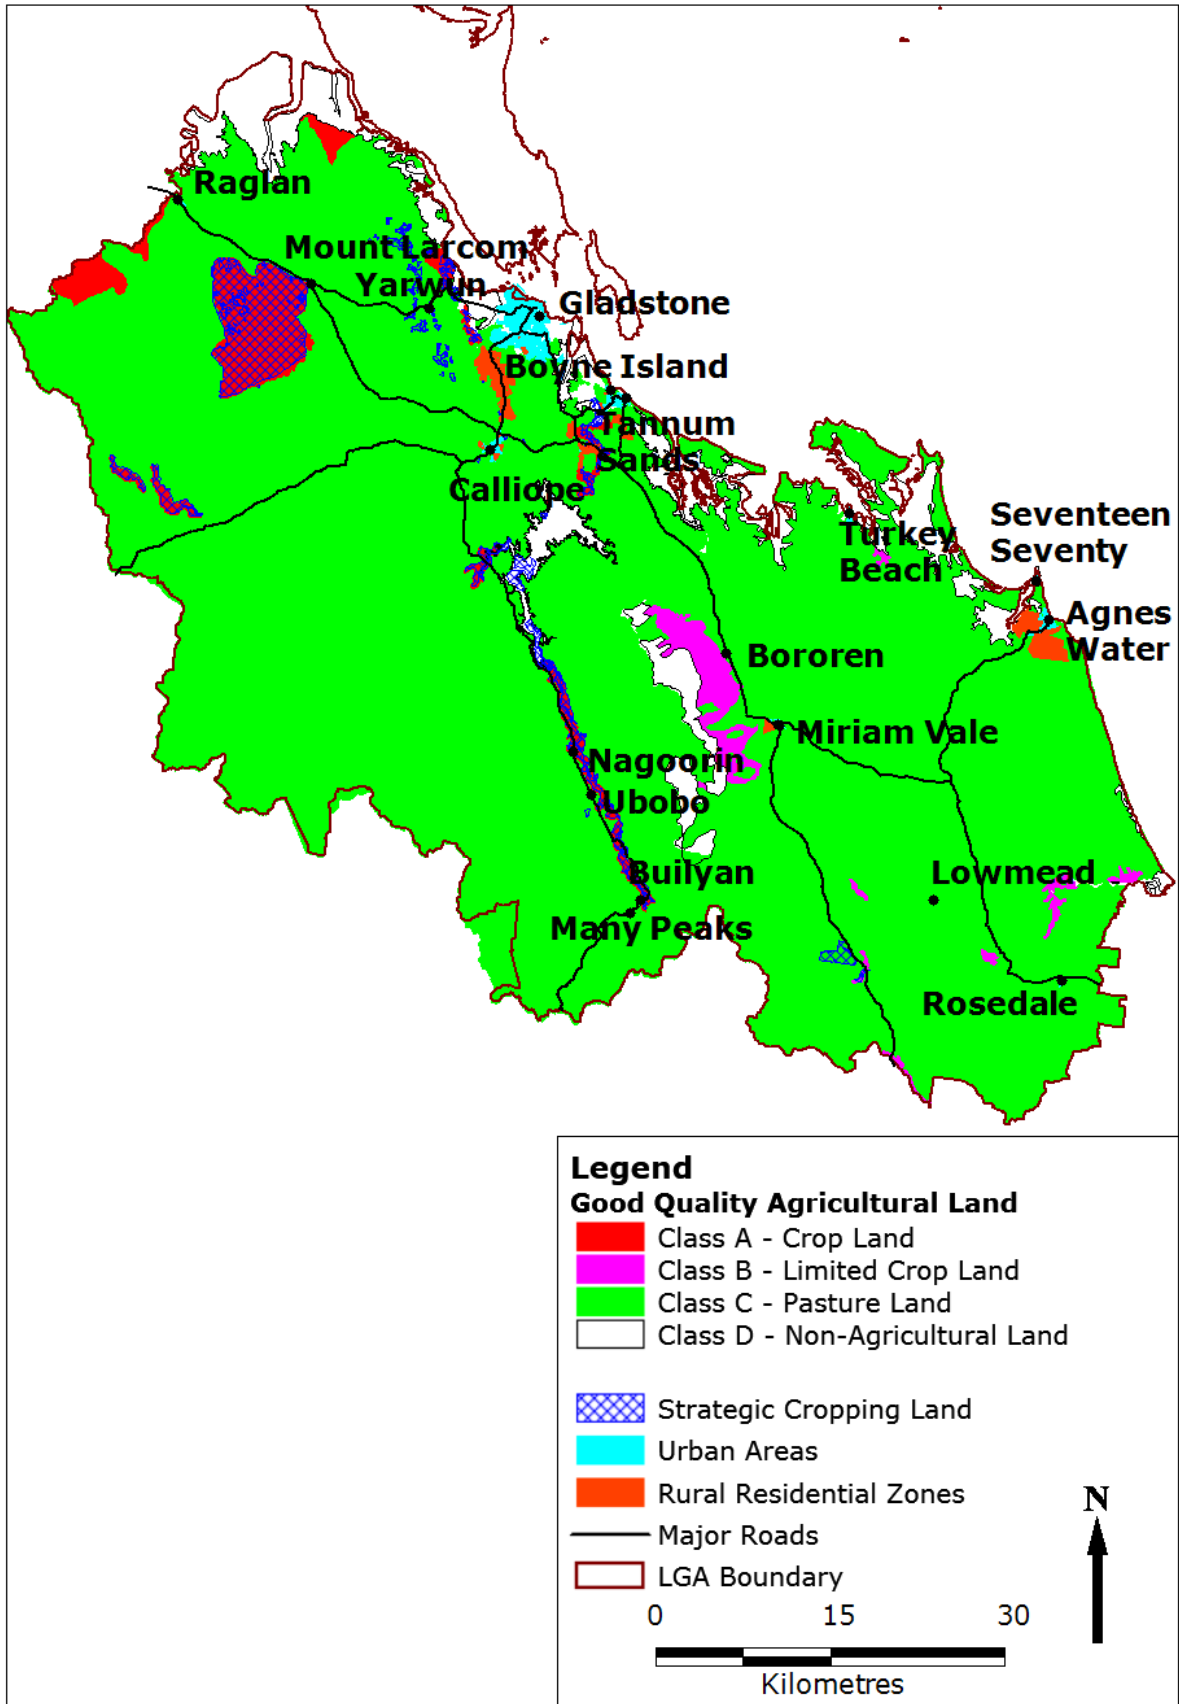 Raglan
Mount Larcom
Yarwun
Gladstone
Boyne Island
Tannum
Sands
Calliope
Turkey
Beach
Seventeen
Seventy
Agnes
Water
Bororen
Miriam Vale
Nagoorin
Ubobo
Builyan
Many Peaks
Lowmead
Rosedale
Legend
Good Quality Agricultural Land
Class A - Crop Land
Class B - Limited Crop Land
Class C - Pasture Land
Class D - Non-Agricultural Land
Strategic Cropping Land
Urban Areas
Rural Residential Zones
Major Roads
LGA Boundary
N
0 15 30
Kilometres